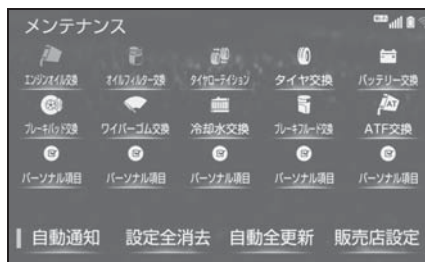 メンテナンス
エンジンオイル交換 オイルフィルター交換 タイヤローテイション タイヤ交換 バッテリー交換
AT
ブレーキパッド交換 ワイパーゴム交換 冷却水交換 ブレーキフルード交換 ATF交換
パーソナル項目 パーソナル項目 パーソナル項目 パーソナル項目 パーソナル項目
自動通知 設定全消去 自動全更新 販売店設定